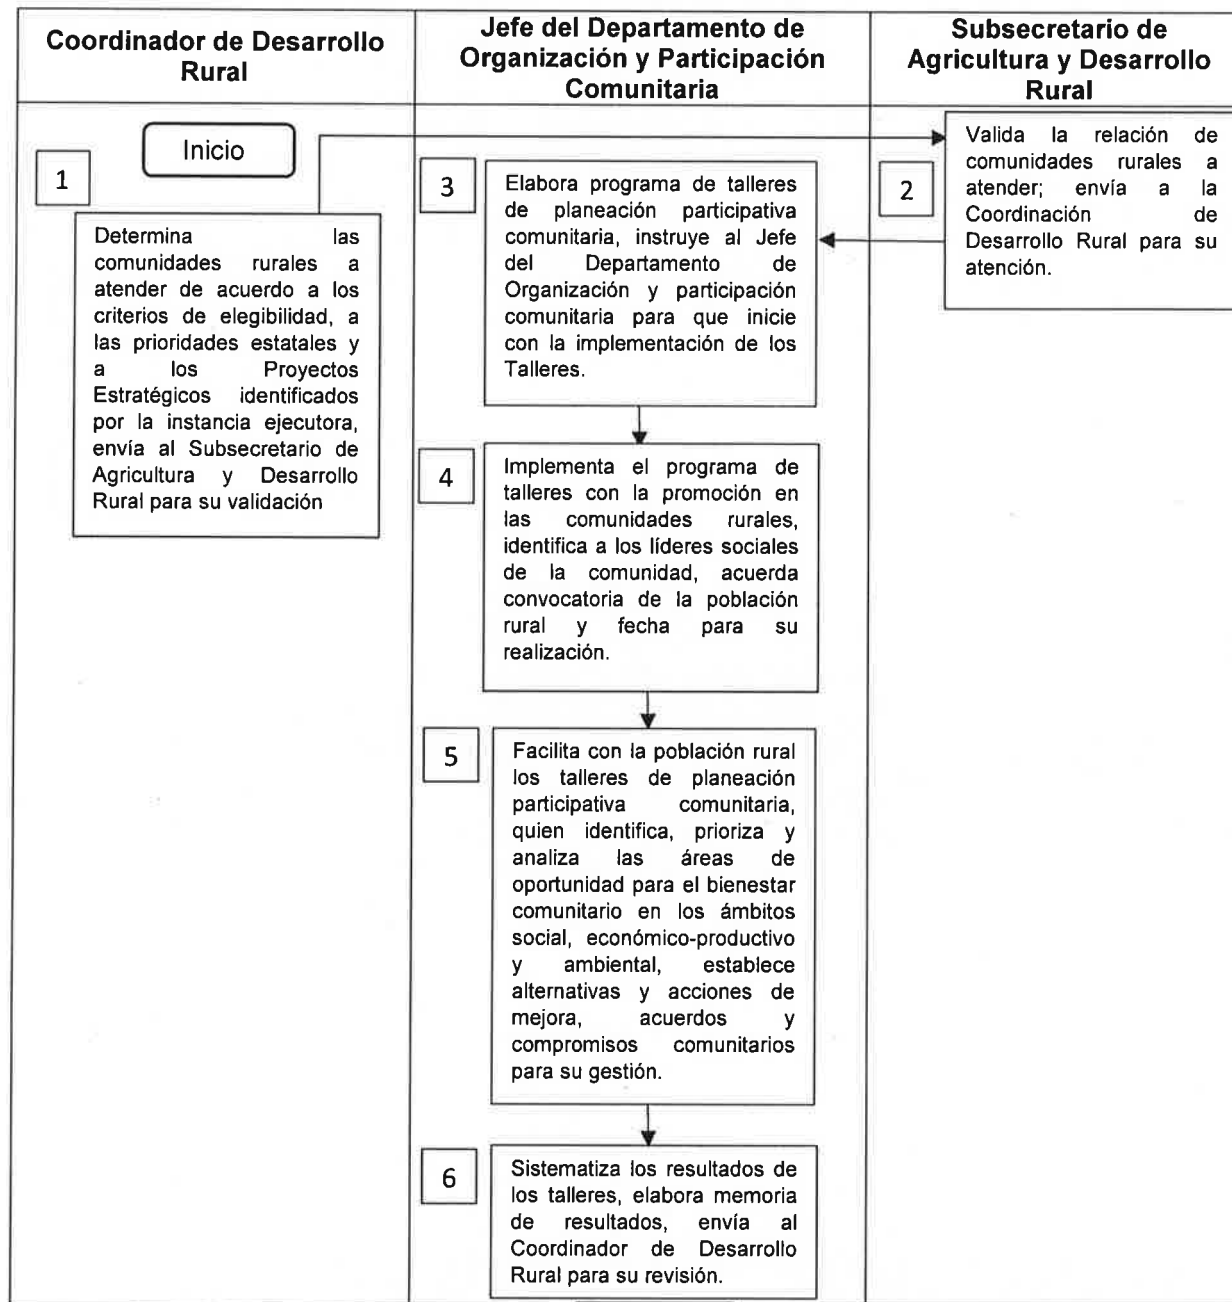 Coordinador de Desarrollo
Rural
Jefe del Departamento de
Organización y Participación
Comunitaria
Subsecretario de
Agricultura y Desarrollo
Rural
Inicio
1
Determina las
comunidades rurales a
atender de acuerdo a los
criterios de elegibilidad, a
las prioridades estatales y
a los Proyectos
Estratégicos identificados
por la instancia ejecutora,
envía al Subsecretario de
Agricultura y Desarrollo
Rural para su validación
2
Valida la relación de
comunidades rurales a
atender; envía a la
Coordinación de
Desarrollo Rural para su
atención.
3
Elabora programa de talleres
de planeación participativa
comunitaria, instruye al Jefe
del Departamento de
Organización y participación
comunitaria para que inicie
con la implementación de los
Talleres.
4
Implementa el programa de
talleres con la promoción en
las comunidades rurales,
identifica a los líderes sociales
de la comunidad, acuerda
convocatoria de la población
rural y fecha para su
realización.
5
Facilita con la población rural
los talleres de planeación
participativa comunitaria,
quien identifica, prioriza y
analiza las áreas de
oportunidad para el bienestar
comunitario en los ámbitos
social, económico-productivo
y ambiental, establece
alternativas y acciones de
mejora, acuerdos y
compromisos comunitarios
para su gestión.
6
Sistematiza los resultados de
los talleres, elabora memoria
de resultados, envía al
Coordinador de Desarrollo
Rural para su revisión.